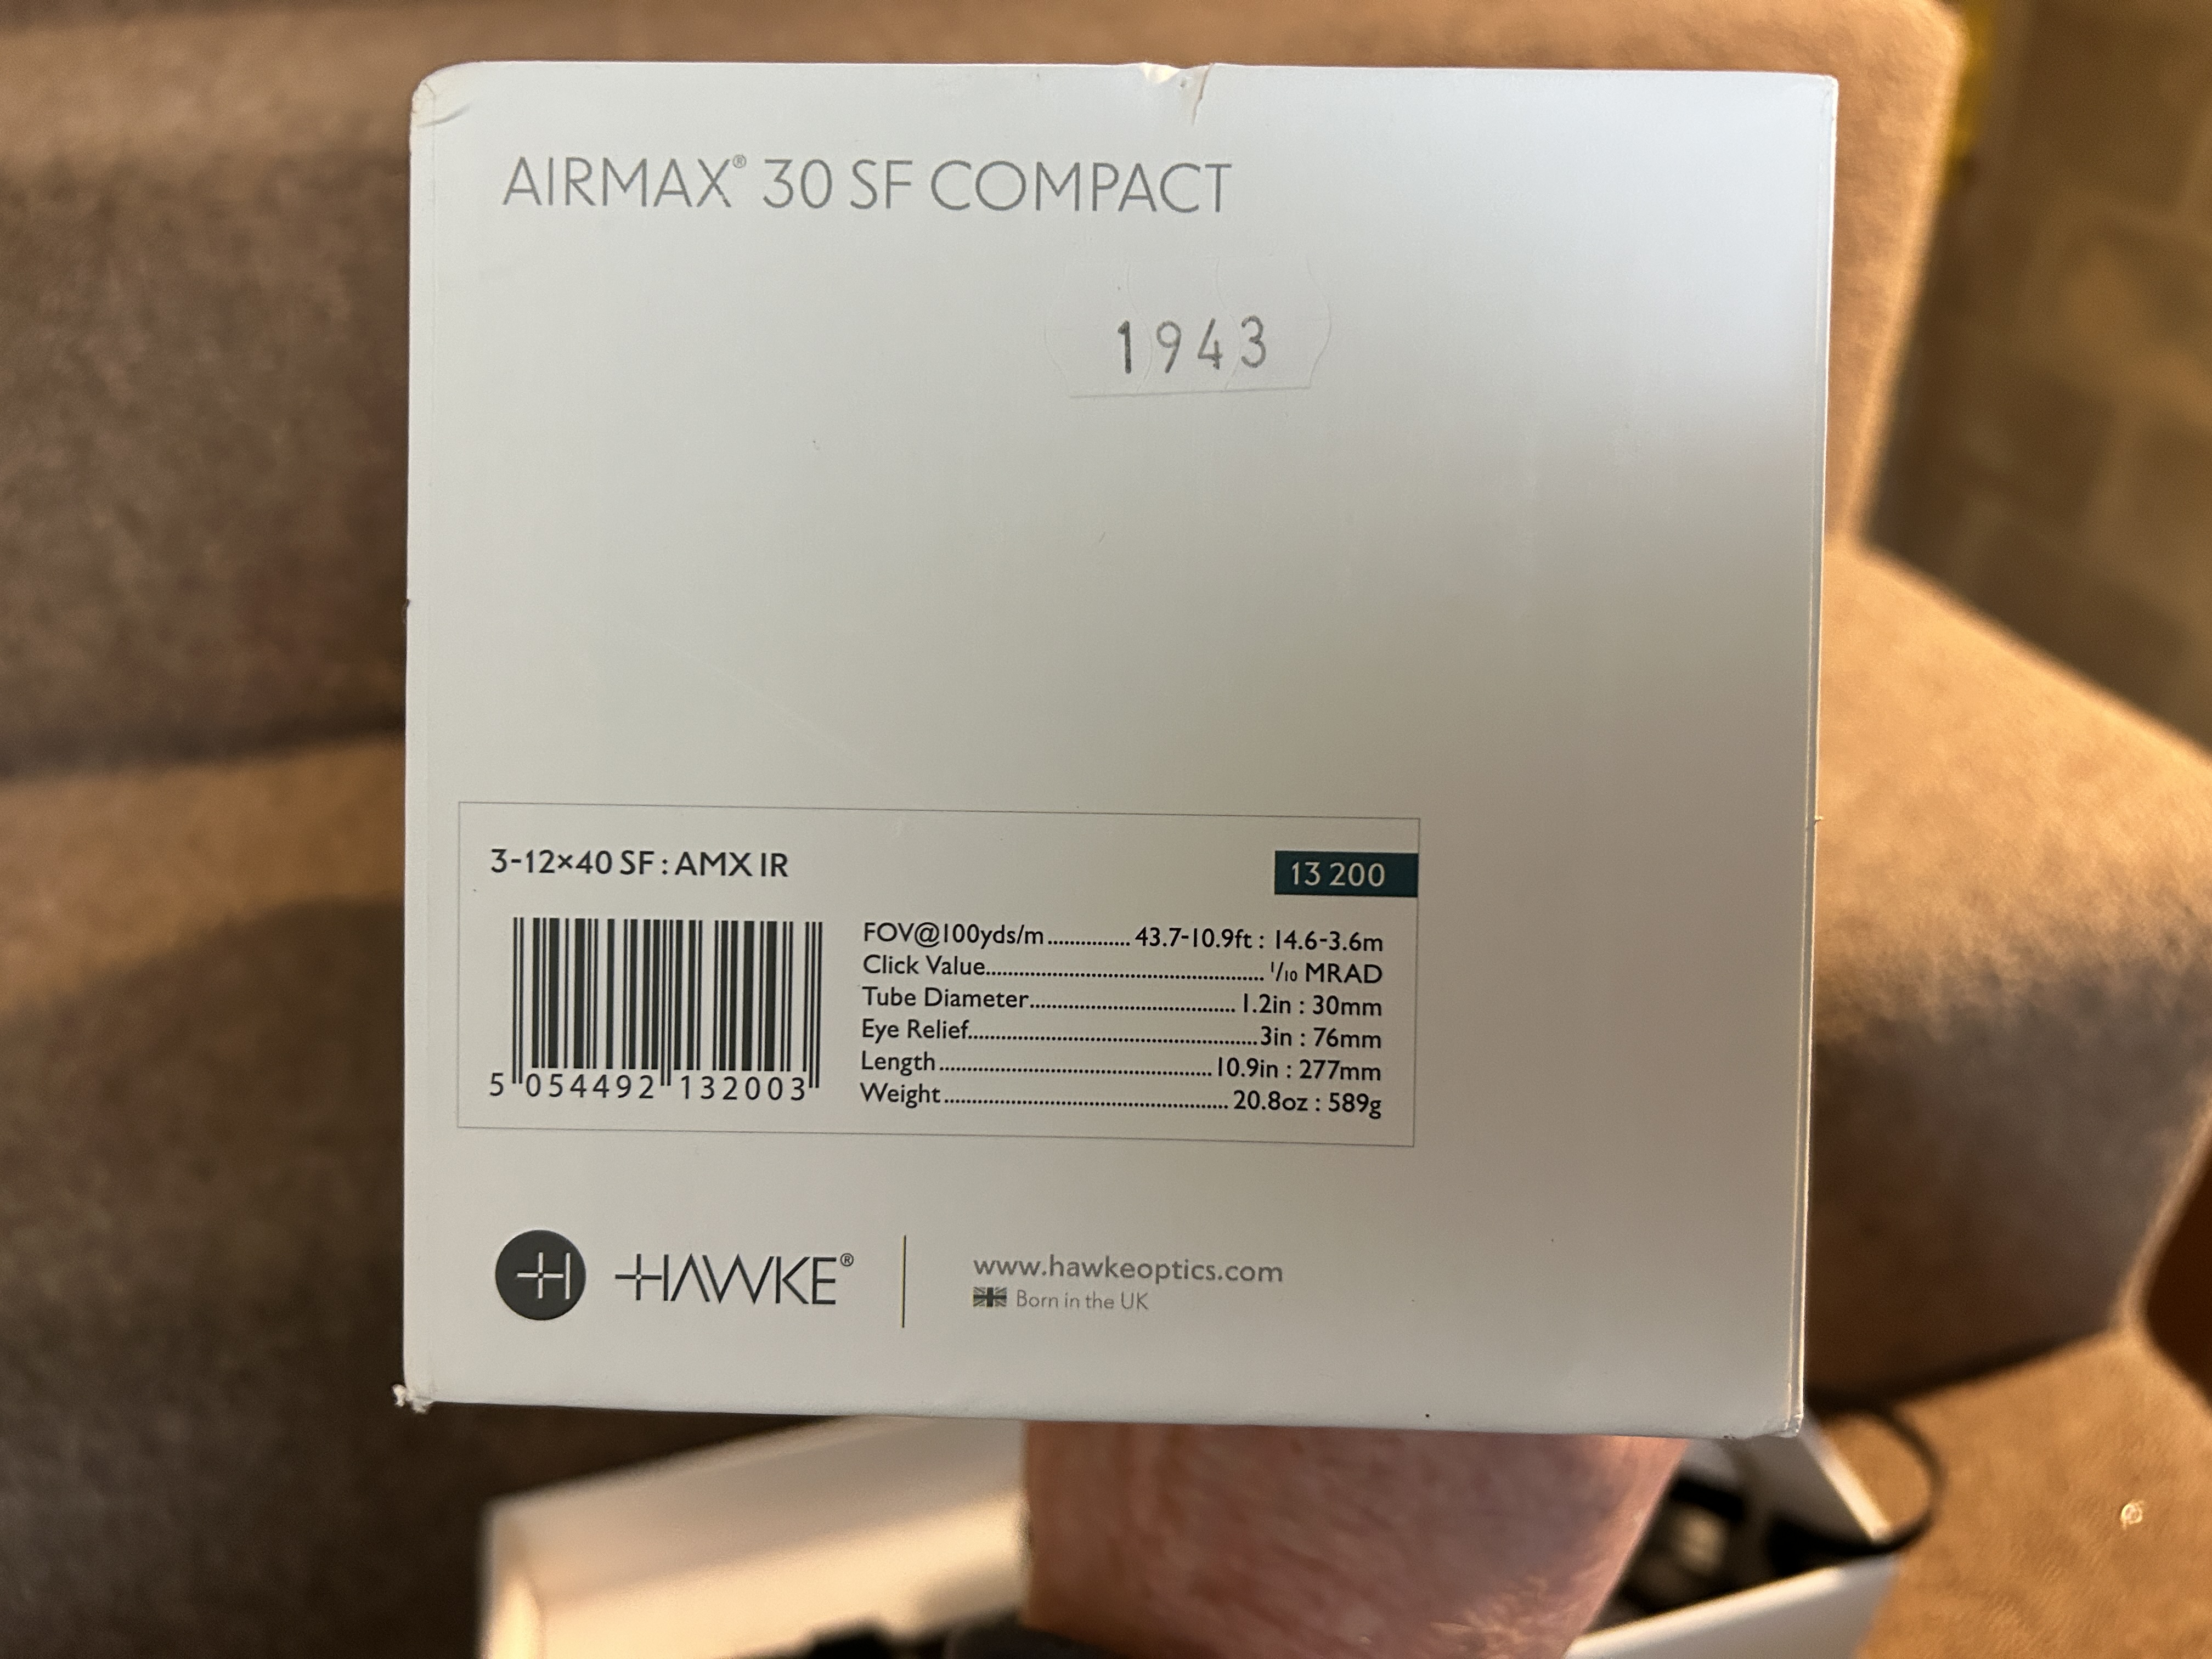 AIRMAX® 30 SF COMPACT
1943
3-12×40 SF : AMX IR
13 200
FOV@100yds/m............... 43.7-10.9ft : 14.6-3.6m
Click Value.................................................. 1/10 MRAD
Tube Diameter..................................... 1.2in : 30mm
Eye Relief....................................................3in : 76mm
Length.................................................10.9in : 277mm
Weight.................................................... 20.8oz : 589g
5 054492 132003
H HAWKE®
www.hawkeoptics.com
Born in the UK